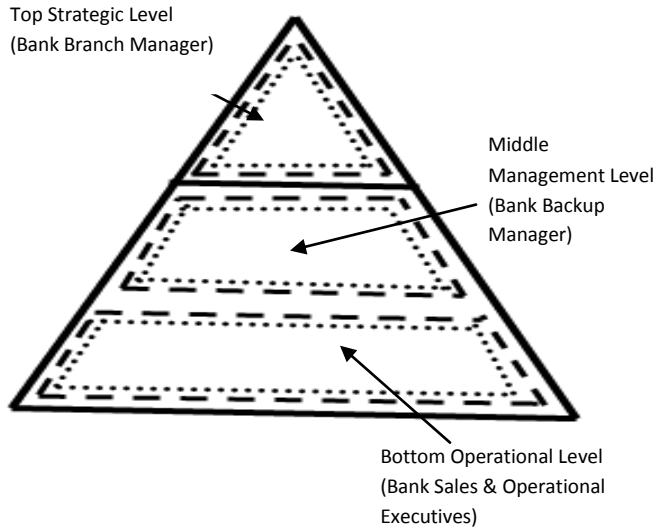 Top Strategic Level
(Bank Branch Manager)
Middle
Management Level
(Bank Backup
Manager)
Bottom Operational Level
(Bank Sales & Operational
Executives)